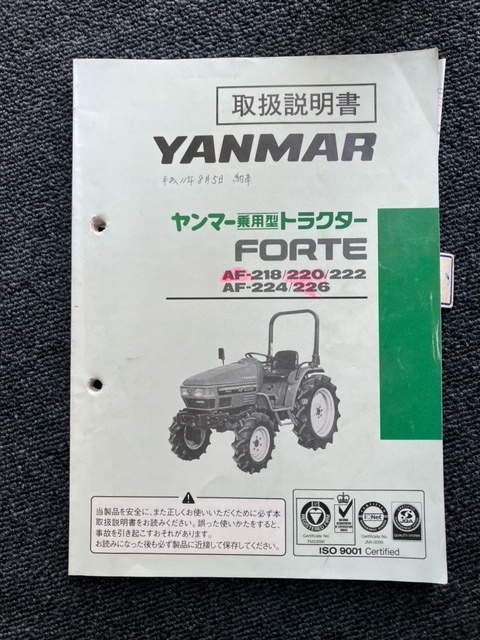 取扱説明書
YANMAR
平成11年8月5日 納車
ヤンマー乗用型トラクター
FORTE
AF-218/220/222
AF-224/226
当製品を安全に、また正しくお使いいただくために必ず本
取扱説明書をお読みください。誤った使いかたをすると、
事故を引き起こすおそれがあります。
お読みになった後も必ず製品に近接して保存してください。
Certificate No.
Certificate No.
QUALITY SYSTEM
ISO 9001 Certified